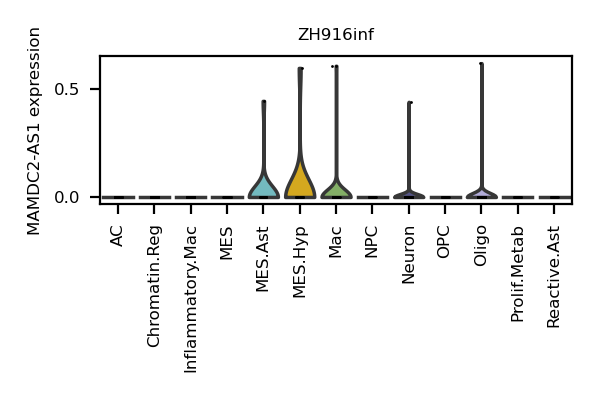 ZH916inf
MAMDC2-AS1 expression
0.5
0.0
AC
Chromatin.Reg
Inflammatory.Mac
MES
MES.Ast
MES.Hyp
Mac
NPC
Neuron
OPC
Oligo
Prolif.Metab
Reactive.Ast